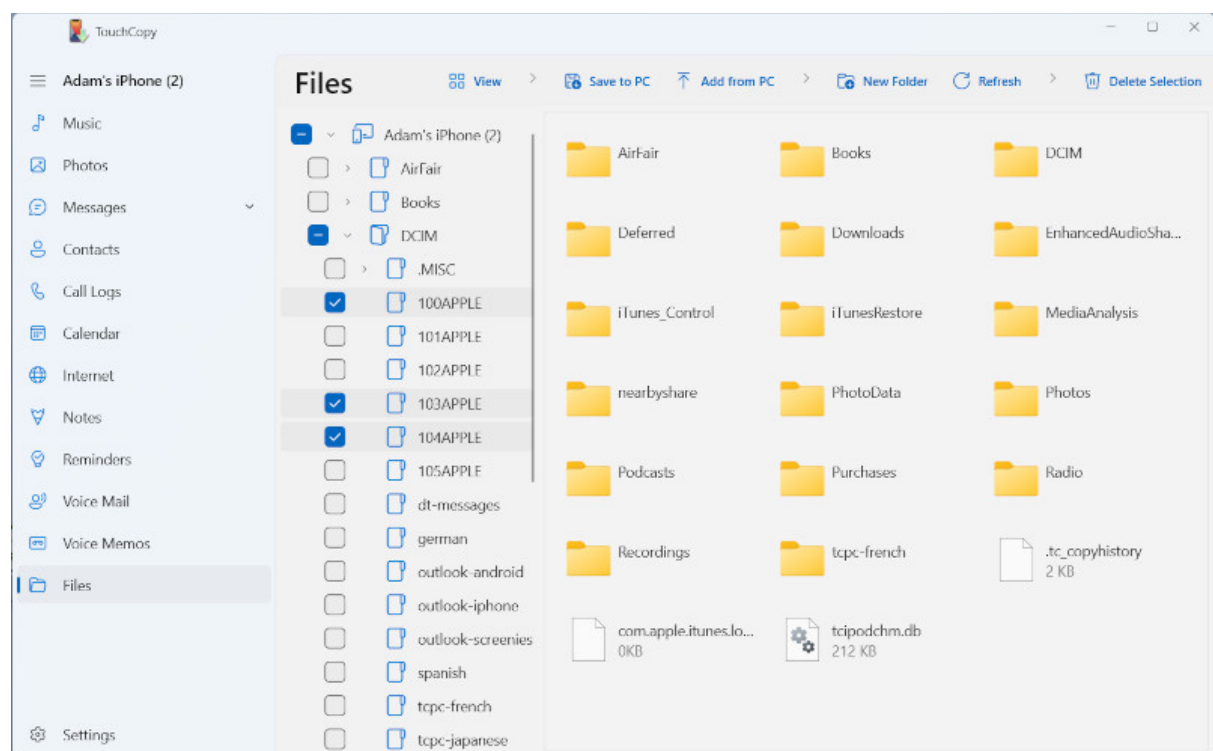 TouchCopy
Adam's iPhone (2)
Music
Photos
Messages
Contacts
Call Logs
Calendar
Internet
Notes
Reminders
Voice Mail
Voice Memos
Files
Settings
Files
View
Save to PC
Add from PC
New Folder
Refresh
Delete Selection
Adam's iPhone (2)
AirFair
Books
DCIM
.MISC
100APPLE
101APPLE
102APPLE
103APPLE
104APPLE
105APPLE
dt-messages
german
outlook-android
outlook-iphone
outlook-screenies
spanish
tcpc-french
tcpc-japanese
AirFair
Books
DCIM
Deferred
Downloads
EnhancedAudioSha...
iTunes_Control
iTunesRestore
MediaAnalysis
nearbyshare
PhotoData
Photos
Podcasts
Purchases
Radio
Recordings
tcpc-french
.tc_copyhistory
2 KB
com.apple.itunes.lo...
0KB
tcipodchm.db
212 KB